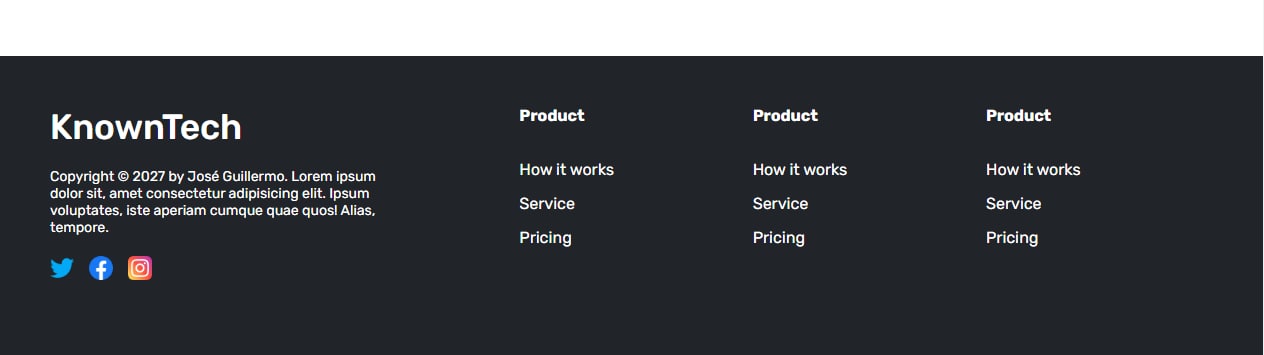 KnownTech
Copyright © 2027 by José Guillermo. Lorem ipsum
dolor sit, amet consectetur adipisicing elit. Ipsum
voluptates, iste aperiam cumque quae quosl Alias,
tempore.
Product
How it works
Service
Pricing
Product
How it works
Service
Pricing
Product
How it works
Service
Pricing